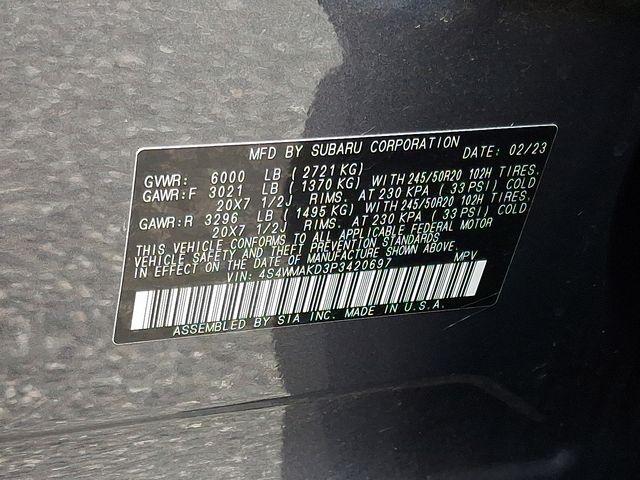 MFD BY SUBARU CORPORATION DATE: 02/23
GVWR: 6000 LB ( 2721 KG)
GAWR:F 3021 LB ( 1370 KG) WITH 245/50R20 102H TIRES.
20X7 1/2J RIMS. AT 230 KPA ( 33 PSI) COLD
GAWR:R 3296 LB ( 1495 KG) WITH 245/50R20 102H TIRES.
20X7 1/2J RIMS. AT 230 KPA ( 33 PSI) COLD
THIS VEHICLE CONFORMS TO ALL APPLICABLE FEDERAL MOTOR
VEHICLE SAFETY AND THEFT PREVENTION STANDARDS
IN EFFECT ON THE DATE OF MANUFACTURE SHOWN ABOVE.
VIN: 4S4WMAKD3P3420697 MPV
ASSEMBLED BY SIA INC. MADE IN U.S.A.